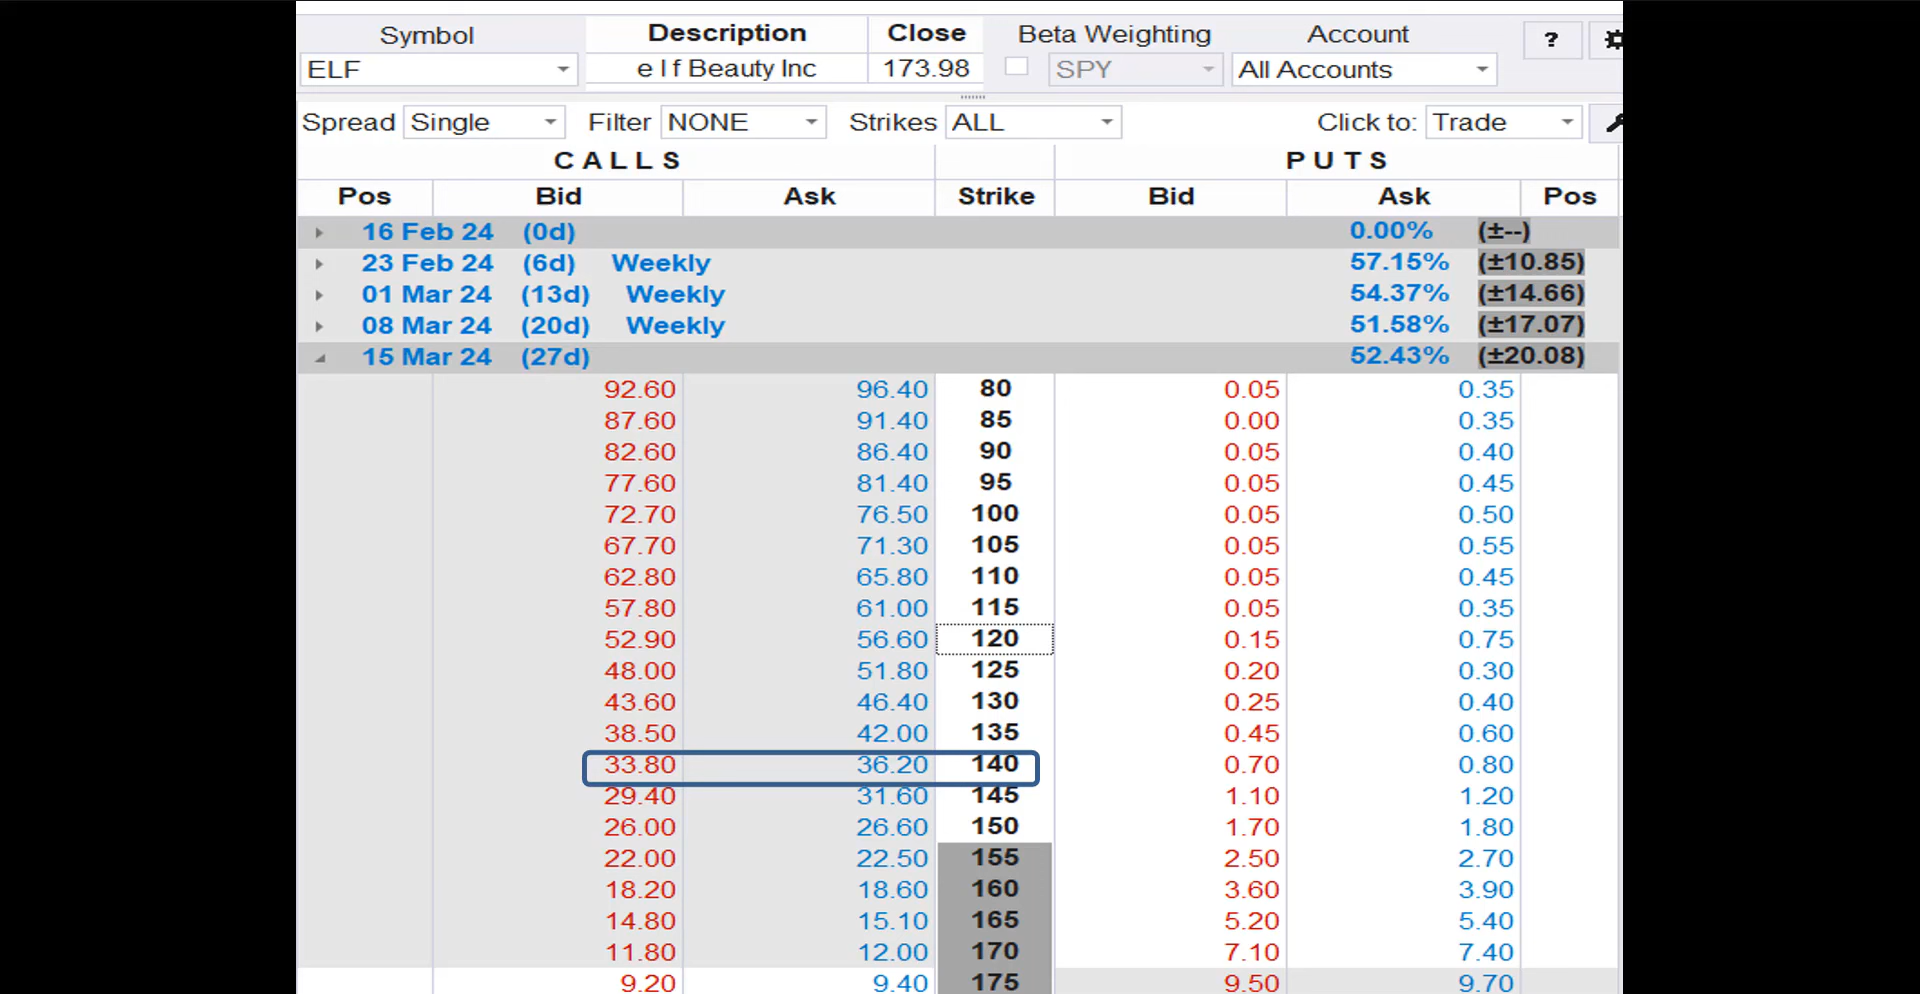 Symbol Description Close Beta Weighting Account ?
ELF e l f Beauty Inc 173.98 SPY All Accounts
Spread Single Filter NONE Strikes ALL Click to: Trade
CALLS PUTS
Pos Bid Ask Strike Bid Ask Pos
16 Feb 24 (0d) 0.00% (±--)
23 Feb 24 (6d) Weekly 57.15% (±10.85)
01 Mar 24 (13d) Weekly 54.37% (±14.66)
08 Mar 24 (20d) Weekly 51.58% (±17.07)
15 Mar 24 (27d) 52.43% (±20.08)
92.60 96.40 80 0.05 0.35
87.60 91.40 85 0.00 0.35
82.60 86.40 90 0.05 0.40
77.60 81.40 95 0.05 0.45
72.70 76.50 100 0.05 0.50
67.70 71.30 105 0.05 0.55
62.80 65.80 110 0.05 0.45
57.80 61.00 115 0.05 0.35
52.90 56.60 120 0.15 0.75
48.00 51.80 125 0.20 0.30
43.60 46.40 130 0.25 0.40
38.50 42.00 135 0.45 0.60
33.80 36.20 140 0.70 0.80
29.40 31.60 145 1.10 1.20
26.00 26.60 150 1.70 1.80
22.00 22.50 155 2.50 2.70
18.20 18.60 160 3.60 3.90
14.80 15.10 165 5.20 5.40
11.80 12.00 170 7.10 7.40
9.20 9.40 175 9.50 9.70